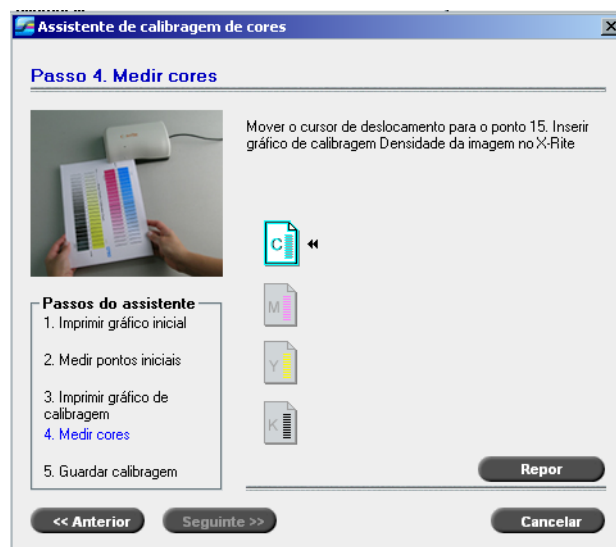 Assistente de calibragem de cores
Passo 4. Medir cores
Mover o cursor de deslocamento para o ponto 15. Inserir
gráfico de calibragem Densidade da imagem no X-Rite
C
M
Y
K
Passos do assistente
1. Imprimir gráfico inicial
2. Medir pontos iniciais
3. Imprimir gráfico de
calibragem
4. Medir cores
5. Guardar calibragem
Repor
<< Anterior
Seguinte >>
Cancelar